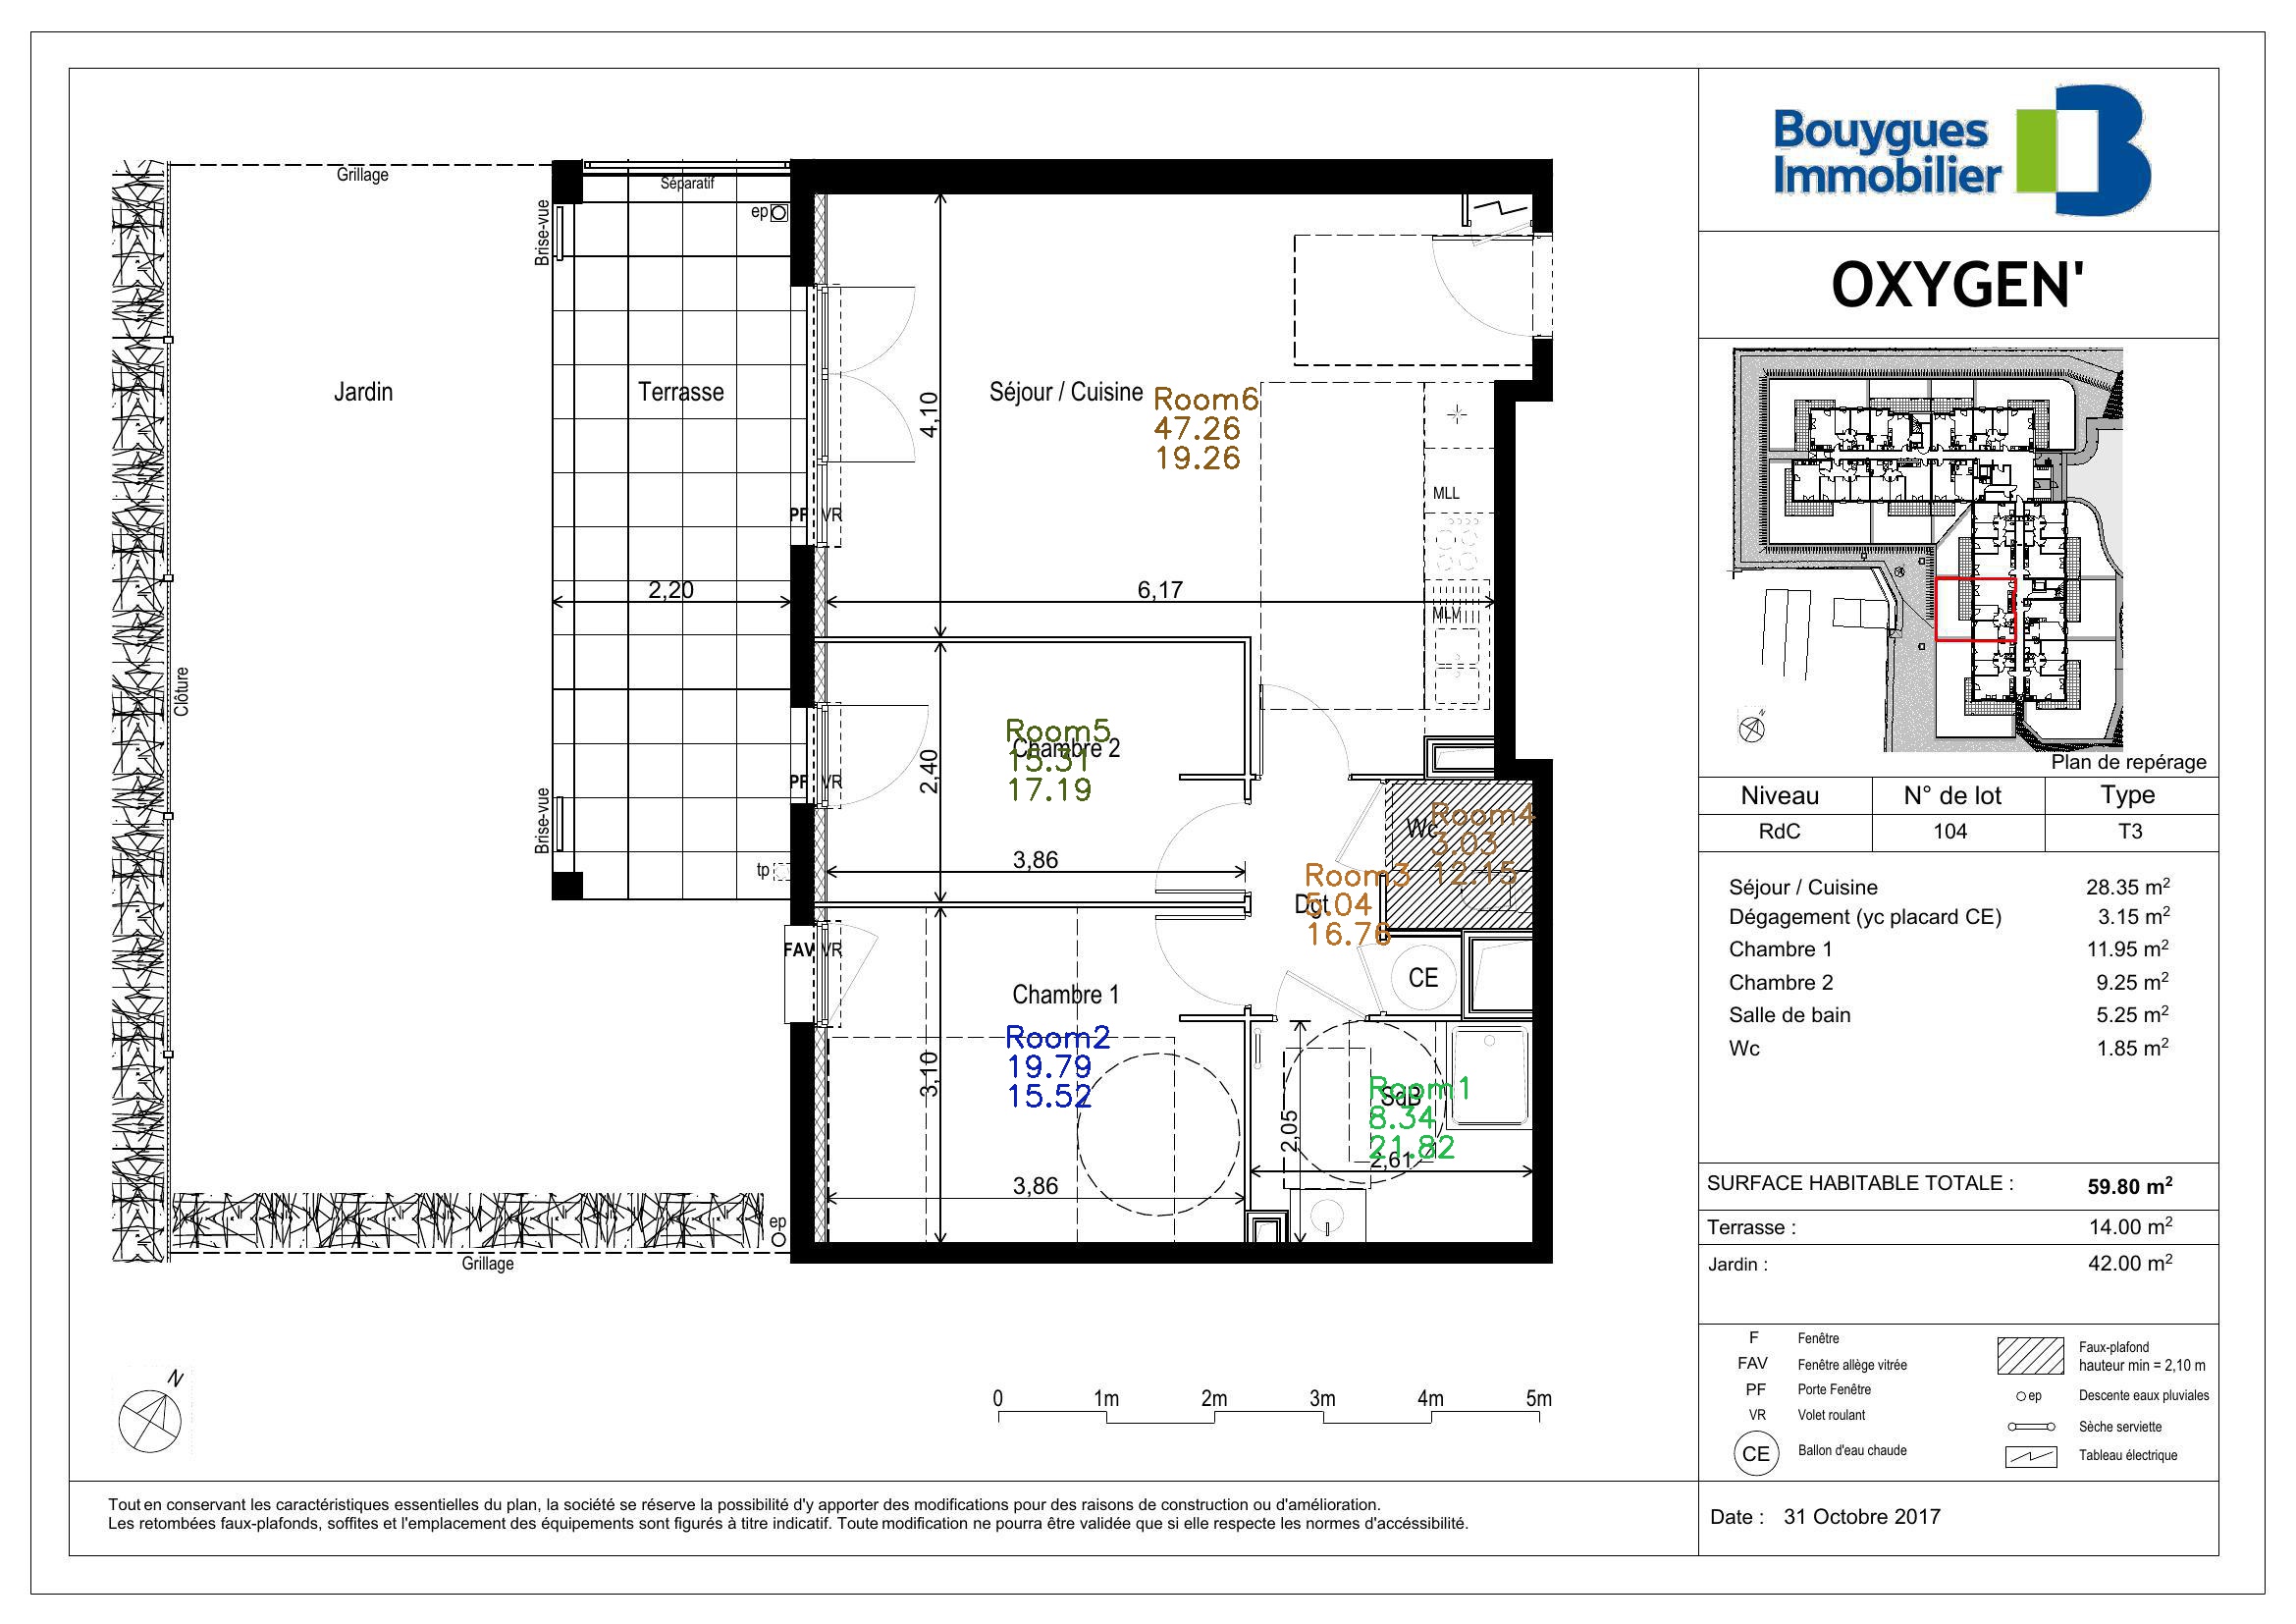 Bouygues
Immobilier
OXYGEN'
Plan de repérage
N
Niveau N° de lot Type
RdC 104 T3
Séjour / Cuisine 28.35 m²
Dégagement (yc placard CE) 3.15 m²
Chambre 1 11.95 m²
Chambre 2 9.25 m²
Salle de bain 5.25 m²
Wc 1.85 m²
SURFACE HABITABLE TOTALE : 59.80 m²
Terrasse : 14.00 m²
Jardin : 42.00 m²
F Fenêtre
FAV Fenêtre allège vitrée
PF Porte Fenêtre
VR Volet roulant
CE Ballon d'eau chaude
Faux-plafond
hauteur min = 2,10 m
ep Descente eaux pluviales
Sèche serviette
Tableau électrique
Date : 31 Octobre 2017
Grillage
Séparatif
ep
Brise-vue
Jardin
Terrasse
Séjour / Cuisine
4,10
Room6
47.26
19.26
MLL
PF VR
2,20
6,17
MLV
Clôture
Room5
Chambre 2
15.31
17.19
2,40
PF VR
Brise-vue
tp
3,86
Wc
Room4
3.03
12.15
Room3
Dgt
5.04
16.76
FAV VR
CE
Chambre 1
Room2
19.79
15.52
3,10
3,86
Room1
SdB
8.34
21.82
2,05
2,61
ep
Grillage
N
0 1m 2m 3m 4m 5m
Tout en conservant les caractéristiques essentielles du plan, la société se réserve la possibilité d'y apporter des modifications pour des raisons de construction ou d'amélioration.
Les retombées faux-plafonds, soffites et l'emplacement des équipements sont figurés à titre indicatif. Toute modification ne pourra être validée que si elle respecte les normes d'accéssibilité.